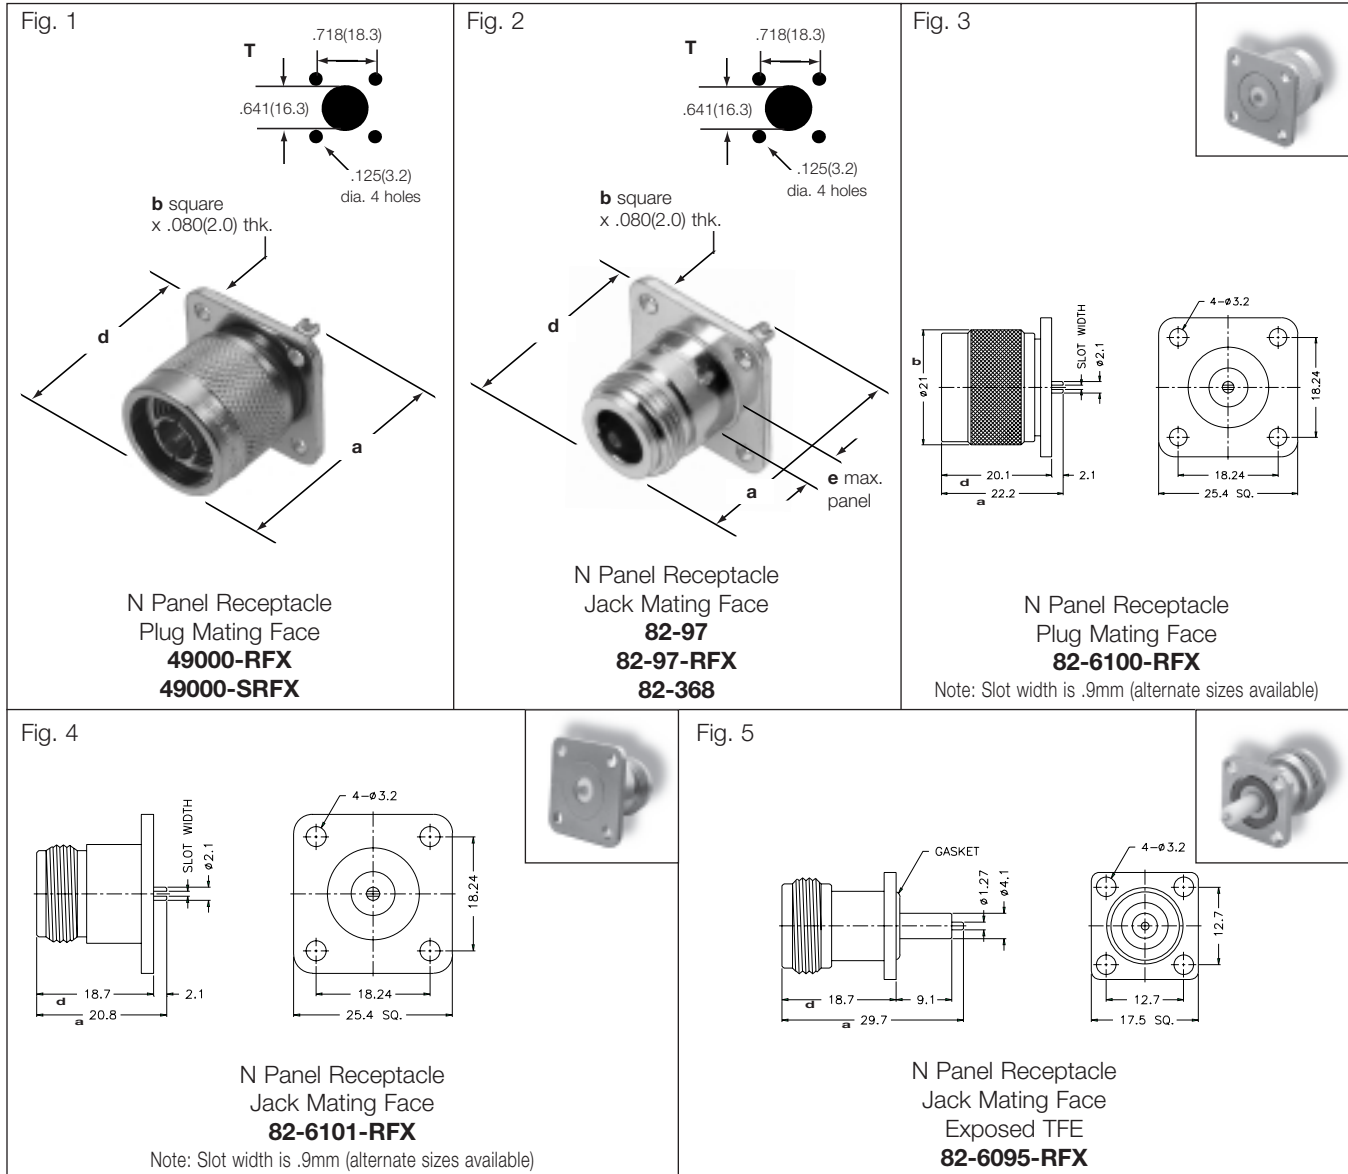 Fig. 1
.718(18.3)
T
.641(16.3)
.125(3.2)
dia. 4 holes
b square
x .080(2.0) thk.
d
a
N Panel Receptacle
Plug Mating Face
49000-RFX
49000-SRFX
Fig. 2
.718(18.3)
T
.641(16.3)
.125(3.2)
dia. 4 holes
b square
x .080(2.0) thk.
d
a
e max.
panel
N Panel Receptacle
Jack Mating Face
82-97
82-97-RFX
82-368
Fig. 3
4-ø3.2
b
ø21
SLOT WIDTH
ø2.1
18.24
d
20.1
2.1
22.2
a
18.24
25.4 SQ.
N Panel Receptacle
Plug Mating Face
82-6100-RFX
Note: Slot width is .9mm (alternate sizes available)
Fig. 4
4-ø3.2
SLOT WIDTH
ø2.1
18.24
18.7
d
2.1
20.8
a
18.24
25.4 SQ.
N Panel Receptacle
Jack Mating Face
82-6101-RFX
Note: Slot width is .9mm (alternate sizes available)
Fig. 5
GASKET
4-ø3.2
ø1.27
ø4.1
12.7
18.7
d
9.1
29.7
a
12.7
17.5 SQ.
N Panel Receptacle
Jack Mating Face
Exposed TFE
82-6095-RFX